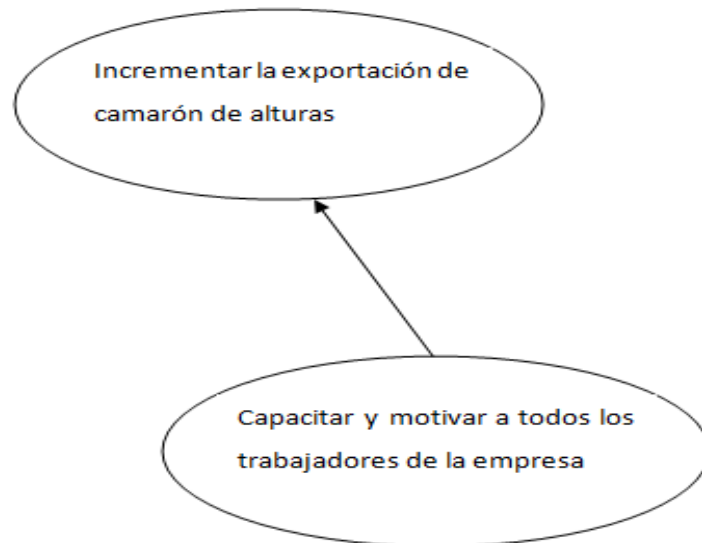 Incrementar la exportación de
camarón de alturas
Capacitar y motivar a todos los
trabajadores de la empresa